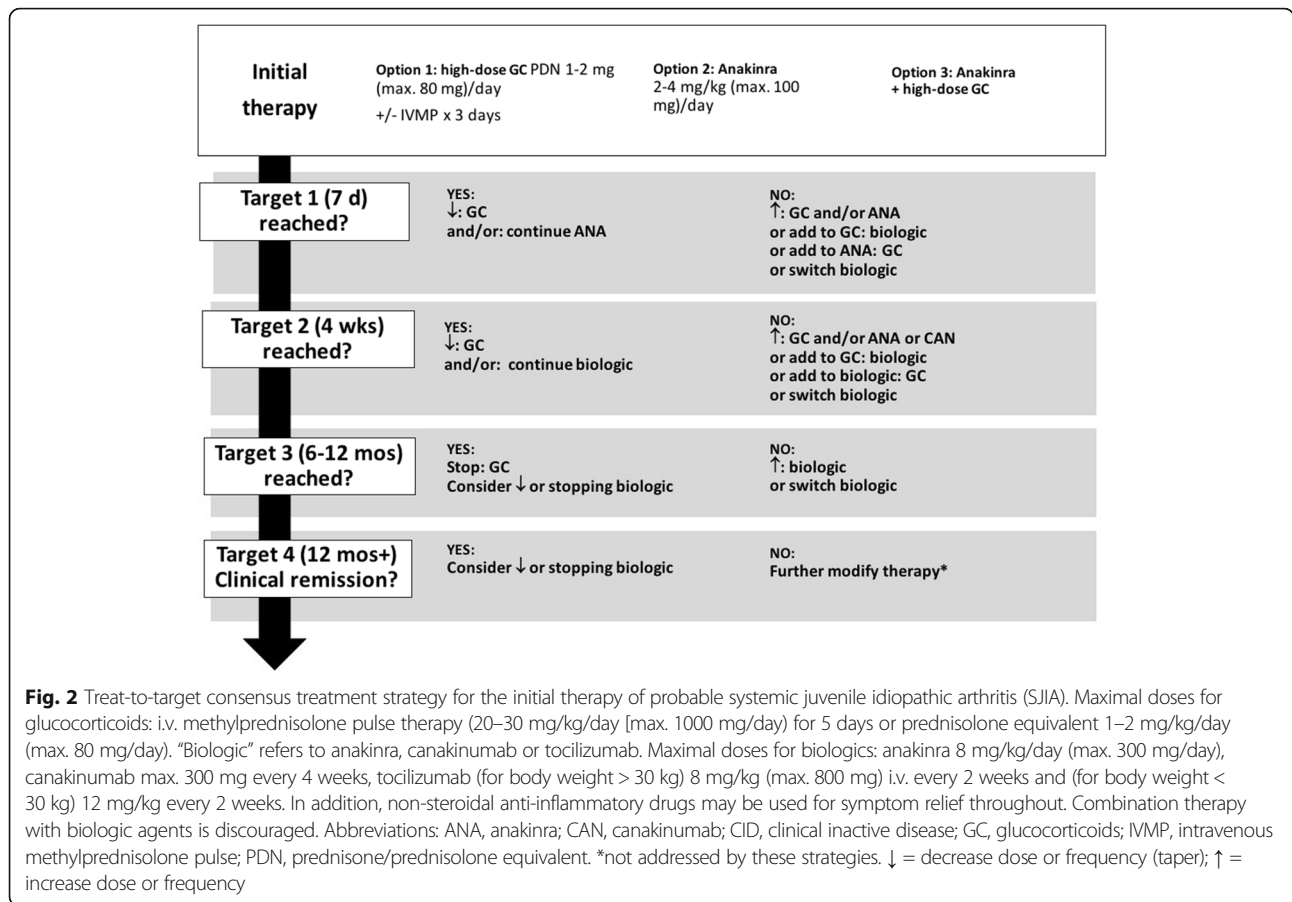 Initial
therapy
Option 1: high-dose GC PDN 1-2 mg
(max. 80 mg)/day
+/- IVMP x 3 days
Option 2: Anakinra
2-4 mg/kg (max. 100
mg)/day
Option 3: Anakinra
+ high-dose GC
Target 1 (7 d)
reached?
YES:
↓: GC
and/or: continue ANA
NO:
↑: GC and/or ANA
or add to GC: biologic
or add to ANA: GC
or switch biologic
Target 2 (4 wks)
reached?
YES:
↓: GC
and/or: continue biologic
NO:
↑: GC and/or ANA or CAN
or add to GC: biologic
or add to biologic: GC
or switch biologic
Target 3 (6-12 mos)
reached?
YES:
Stop: GC
Consider ↓ or stopping biologic
NO:
↑: biologic
or switch biologic
Target 4 (12 mos+)
Clinical remission?
YES:
Consider ↓ or stopping biologic
NO:
Further modify therapy*
Fig. 2 Treat-to-target consensus treatment strategy for the initial therapy of probable systemic juvenile idiopathic arthritis (SJIA). Maximal doses for
glucocorticoids: i.v. methylprednisolone pulse therapy (20–30 mg/kg/day [max. 1000 mg/day) for 5 days or prednisolone equivalent 1–2 mg/kg/day
(max. 80 mg/day). “Biologic” refers to anakinra, canakinumab or tocilizumab. Maximal doses for biologics: anakinra 8 mg/kg/day (max. 300 mg/day),
canakinumab max. 300 mg every 4 weeks, tocilizumab (for body weight > 30 kg) 8 mg/kg (max. 800 mg) i.v. every 2 weeks and (for body weight <
30 kg) 12 mg/kg every 2 weeks. In addition, non-steroidal anti-inflammatory drugs may be used for symptom relief throughout. Combination therapy
with biologic agents is discouraged. Abbreviations: ANA, anakinra; CAN, canakinumab; CID, clinical inactive disease; GC, glucocorticoids; IVMP, intravenous
methylprednisolone pulse; PDN, prednisone/prednisolone equivalent. *not addressed by these strategies. ↓ = decrease dose or frequency (taper); ↑ =
increase dose or frequency